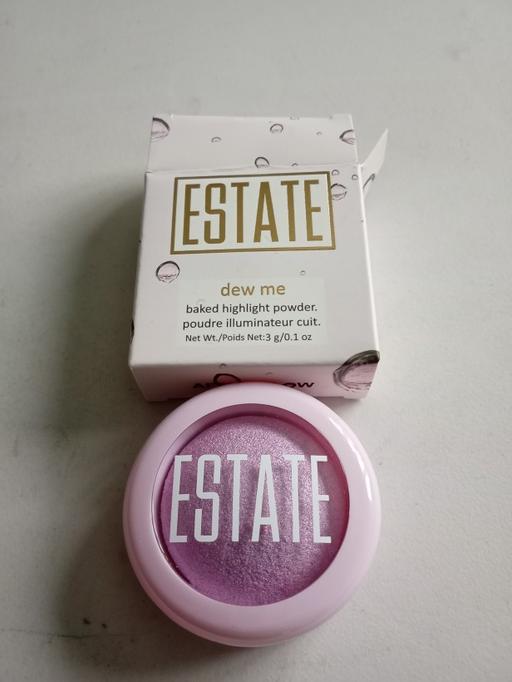 ESTATE
dew me
baked highlight powder.
poudre illuminateur cuit.
Net Wt./Poids Net:3 g/0.1 oz
ESTATE